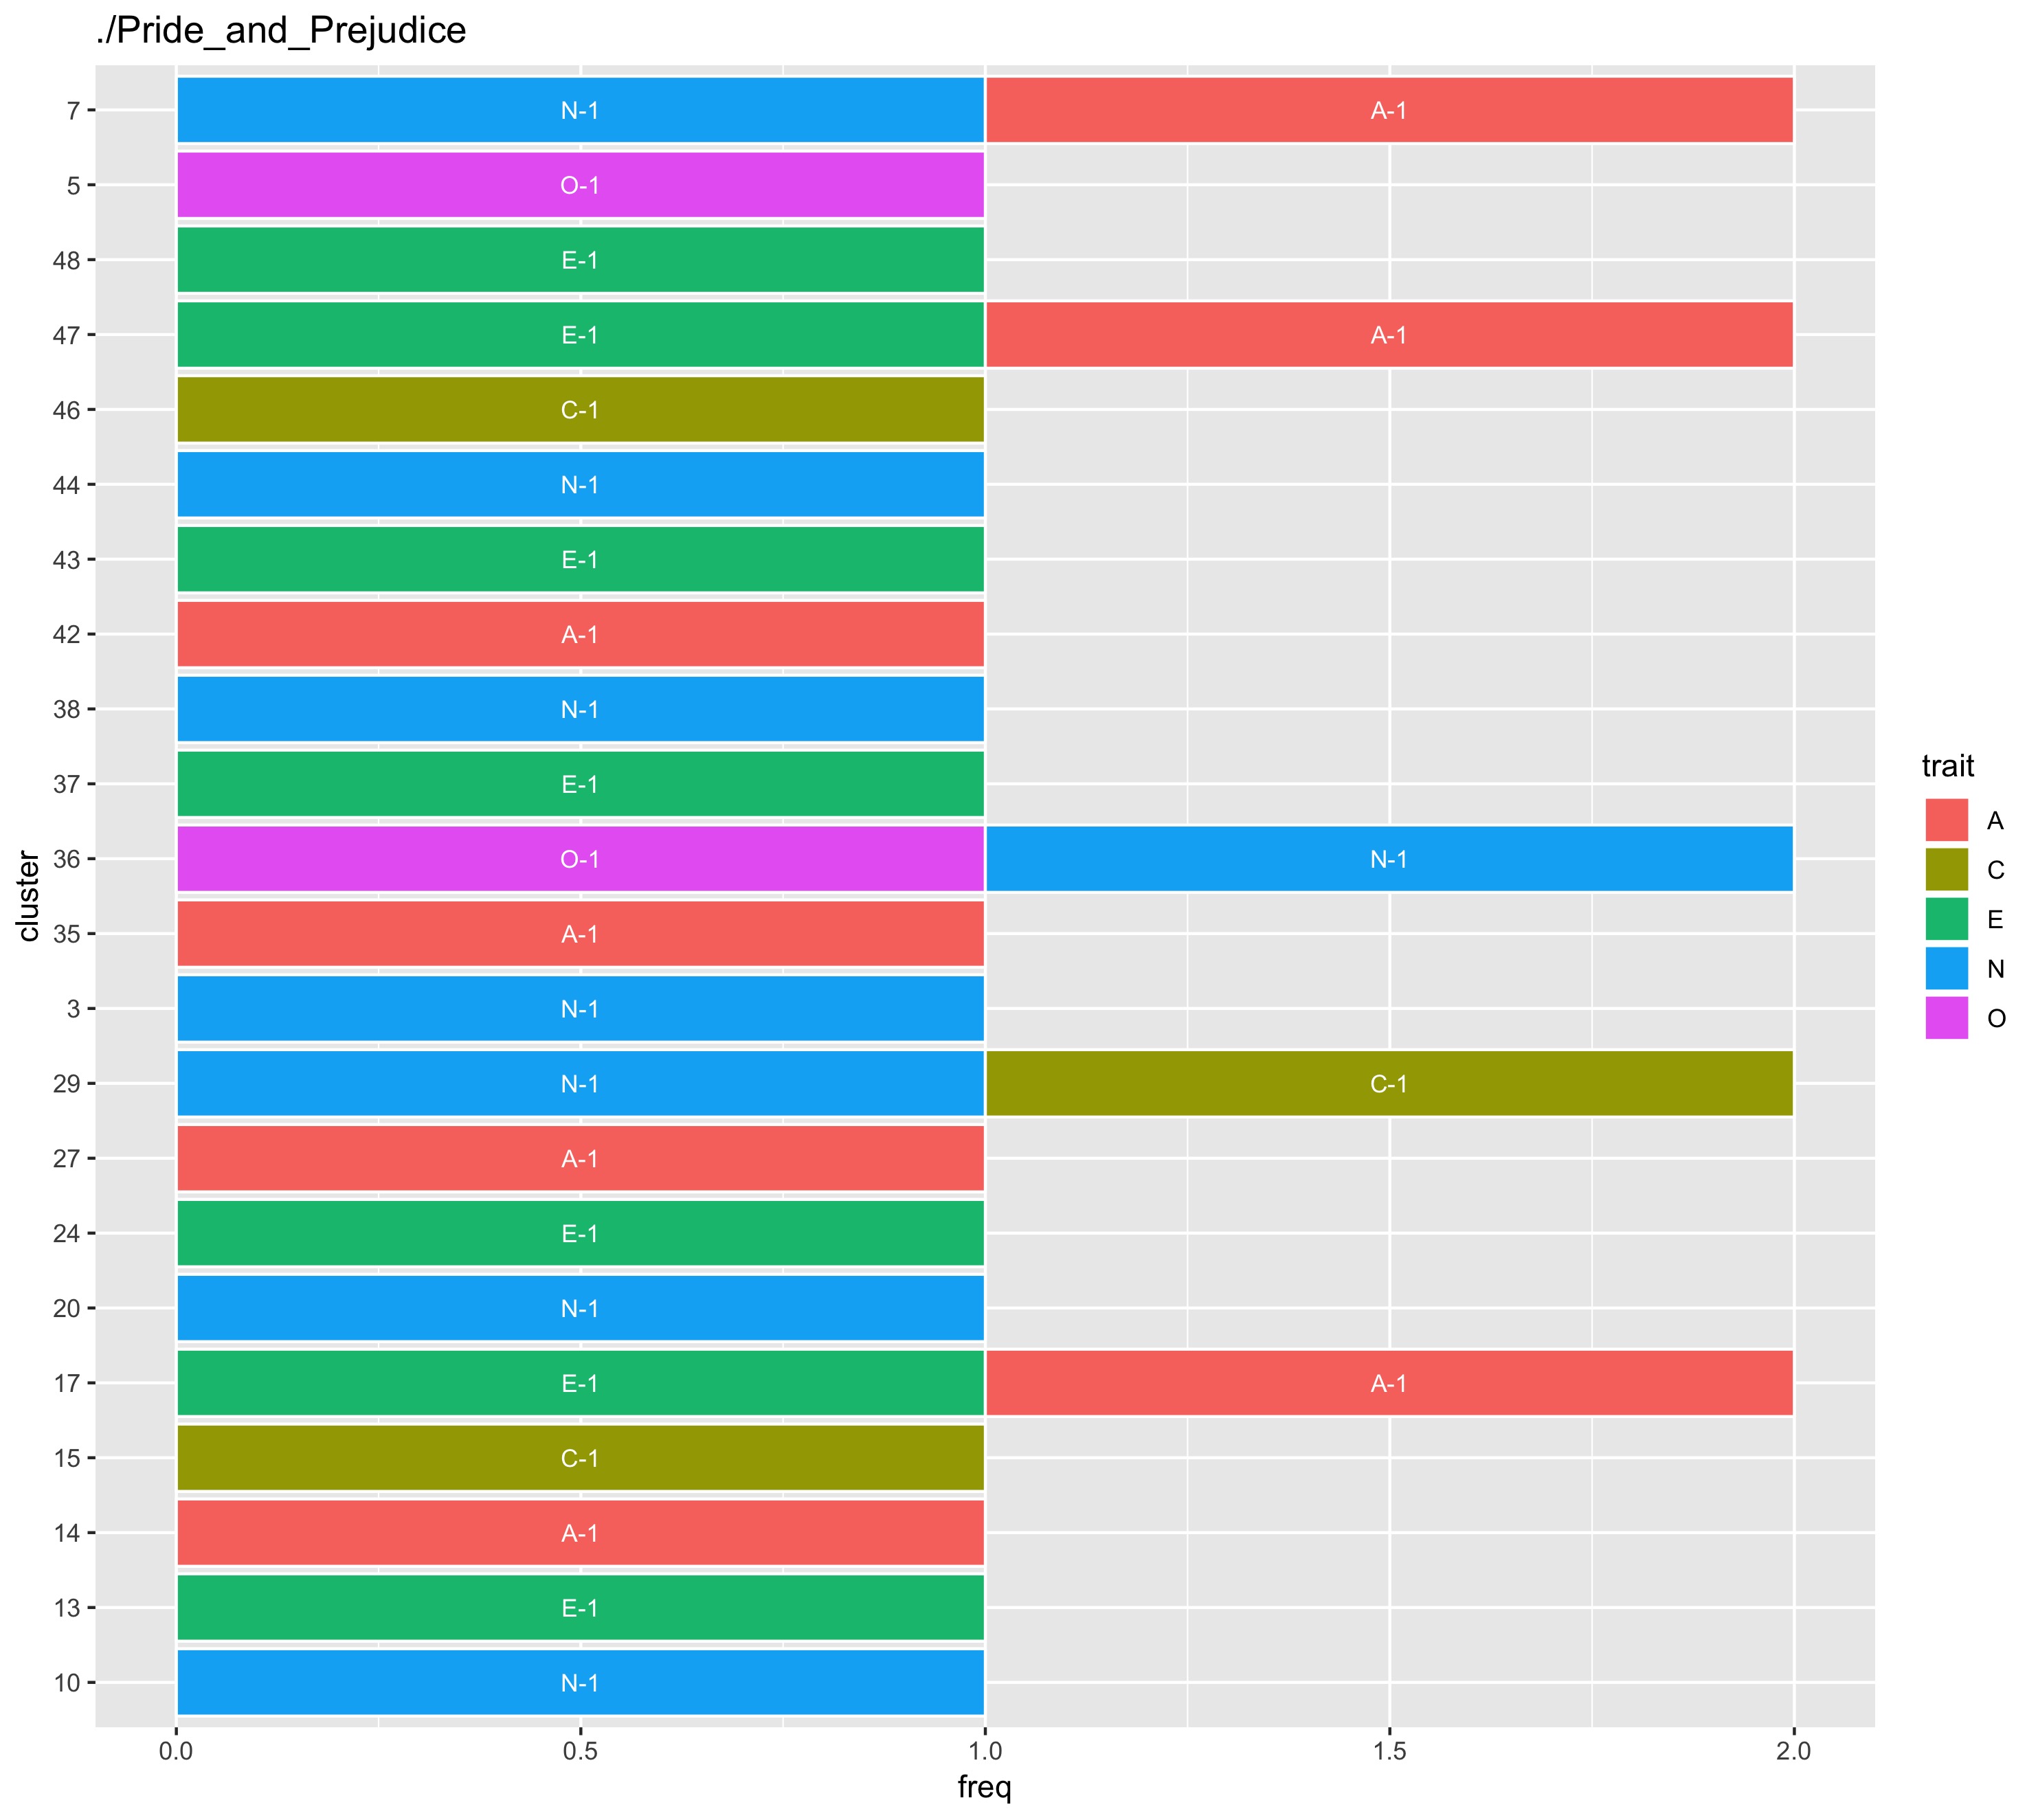 ./Pride_and_Prejudice
7 N-1 A-1
5 O-1
48 E-1
47 E-1 A-1
46 C-1
44 N-1
43 E-1
42 A-1
38 N-1
37 E-1
36 O-1 N-1
35 A-1
3 N-1
29 N-1 C-1
27 A-1
24 E-1
20 N-1
17 E-1 A-1
15 C-1
14 A-1
13 E-1
10 N-1
0.0 0.5 1.0 1.5 2.0
freq
cluster
trait
A
C
E
N
O